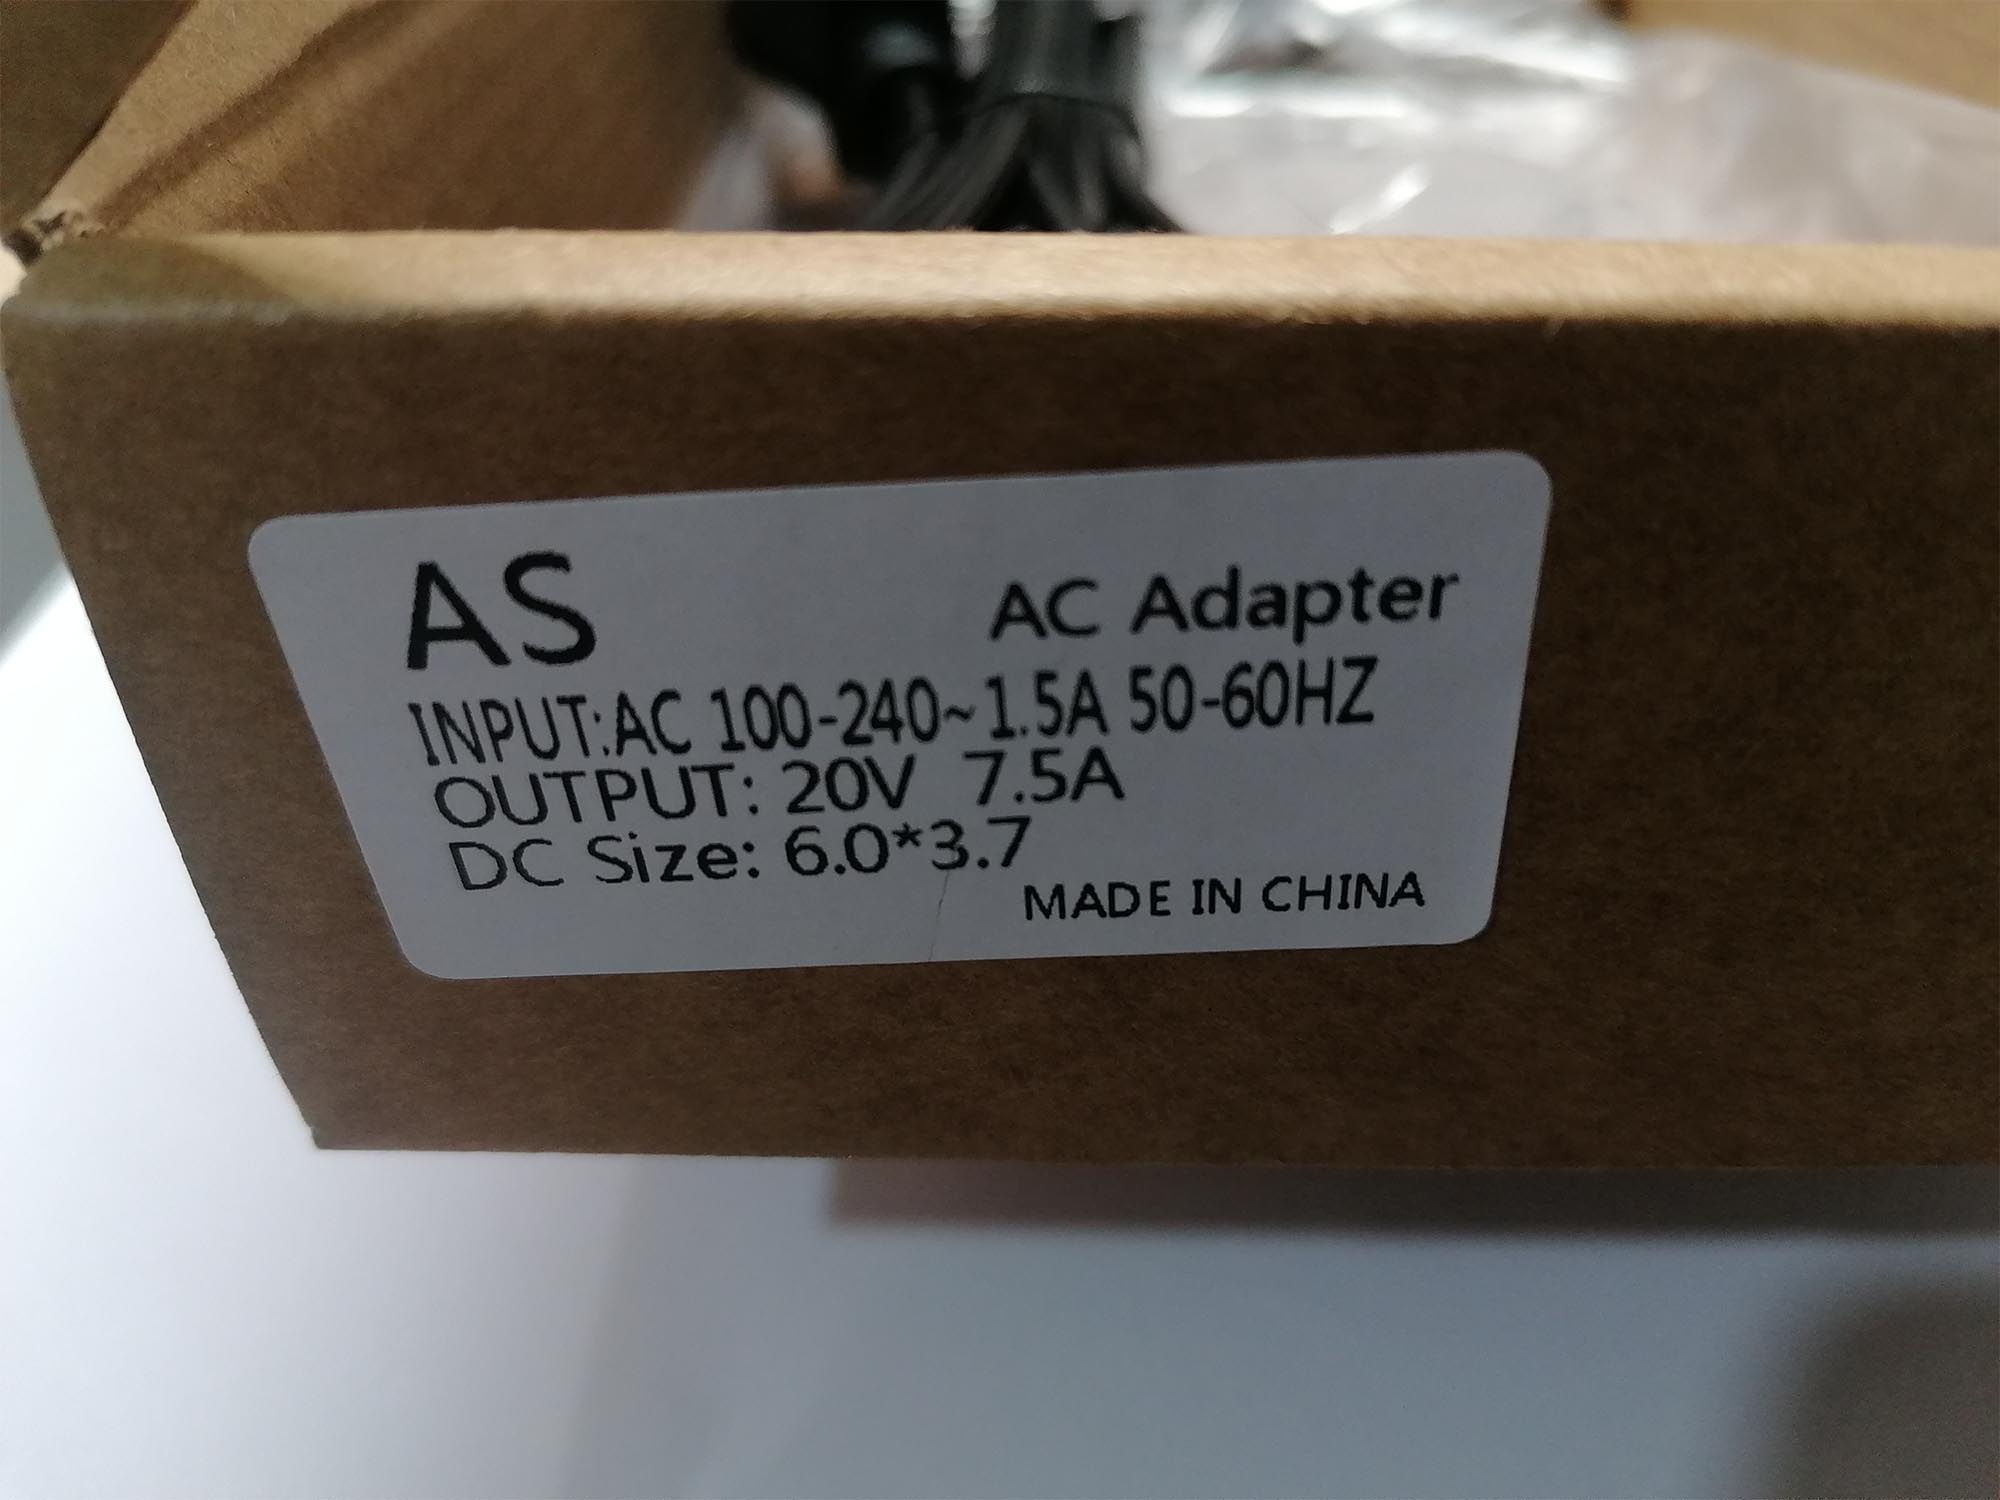 AS AC Adapter
INPUT:AC 100-240~1.5A 50-60HZ
OUTPUT: 20V 7.5A
DC Size: 6.0*3.7
MADE IN CHINA